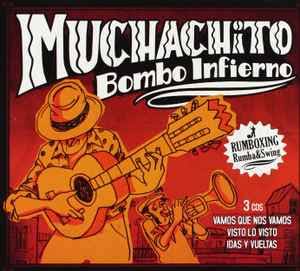 MUCHACHiTO
Bombo Infierno
A
RUMBOXING
Rumba&Swing
3 CDS
VAMOS QUE NOS VAMOS
VISTO LO VISTO
IDAS Y VUELTAS